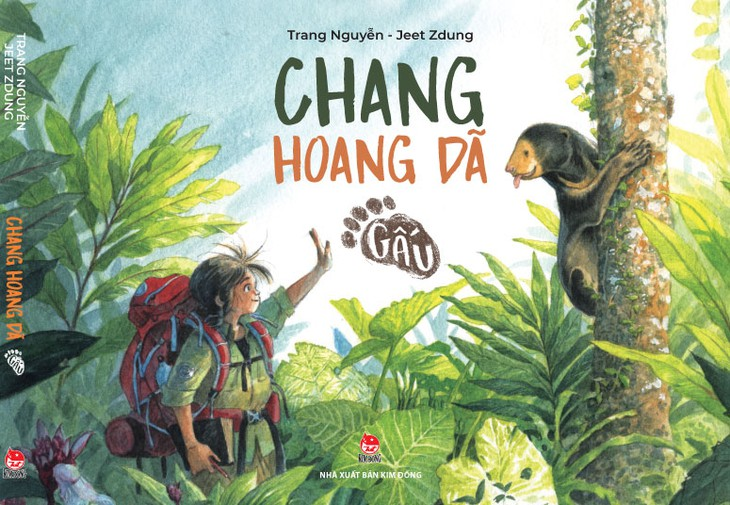 TRANG NGUYỄN
JEET ZDUNG
CHANG HOANG DÃ
Trang Nguyễn - Jeet Zdung
CHANG
HOANG DÃ
GẤU
NHÀ XUẤT BẢN KIM ĐỒNG